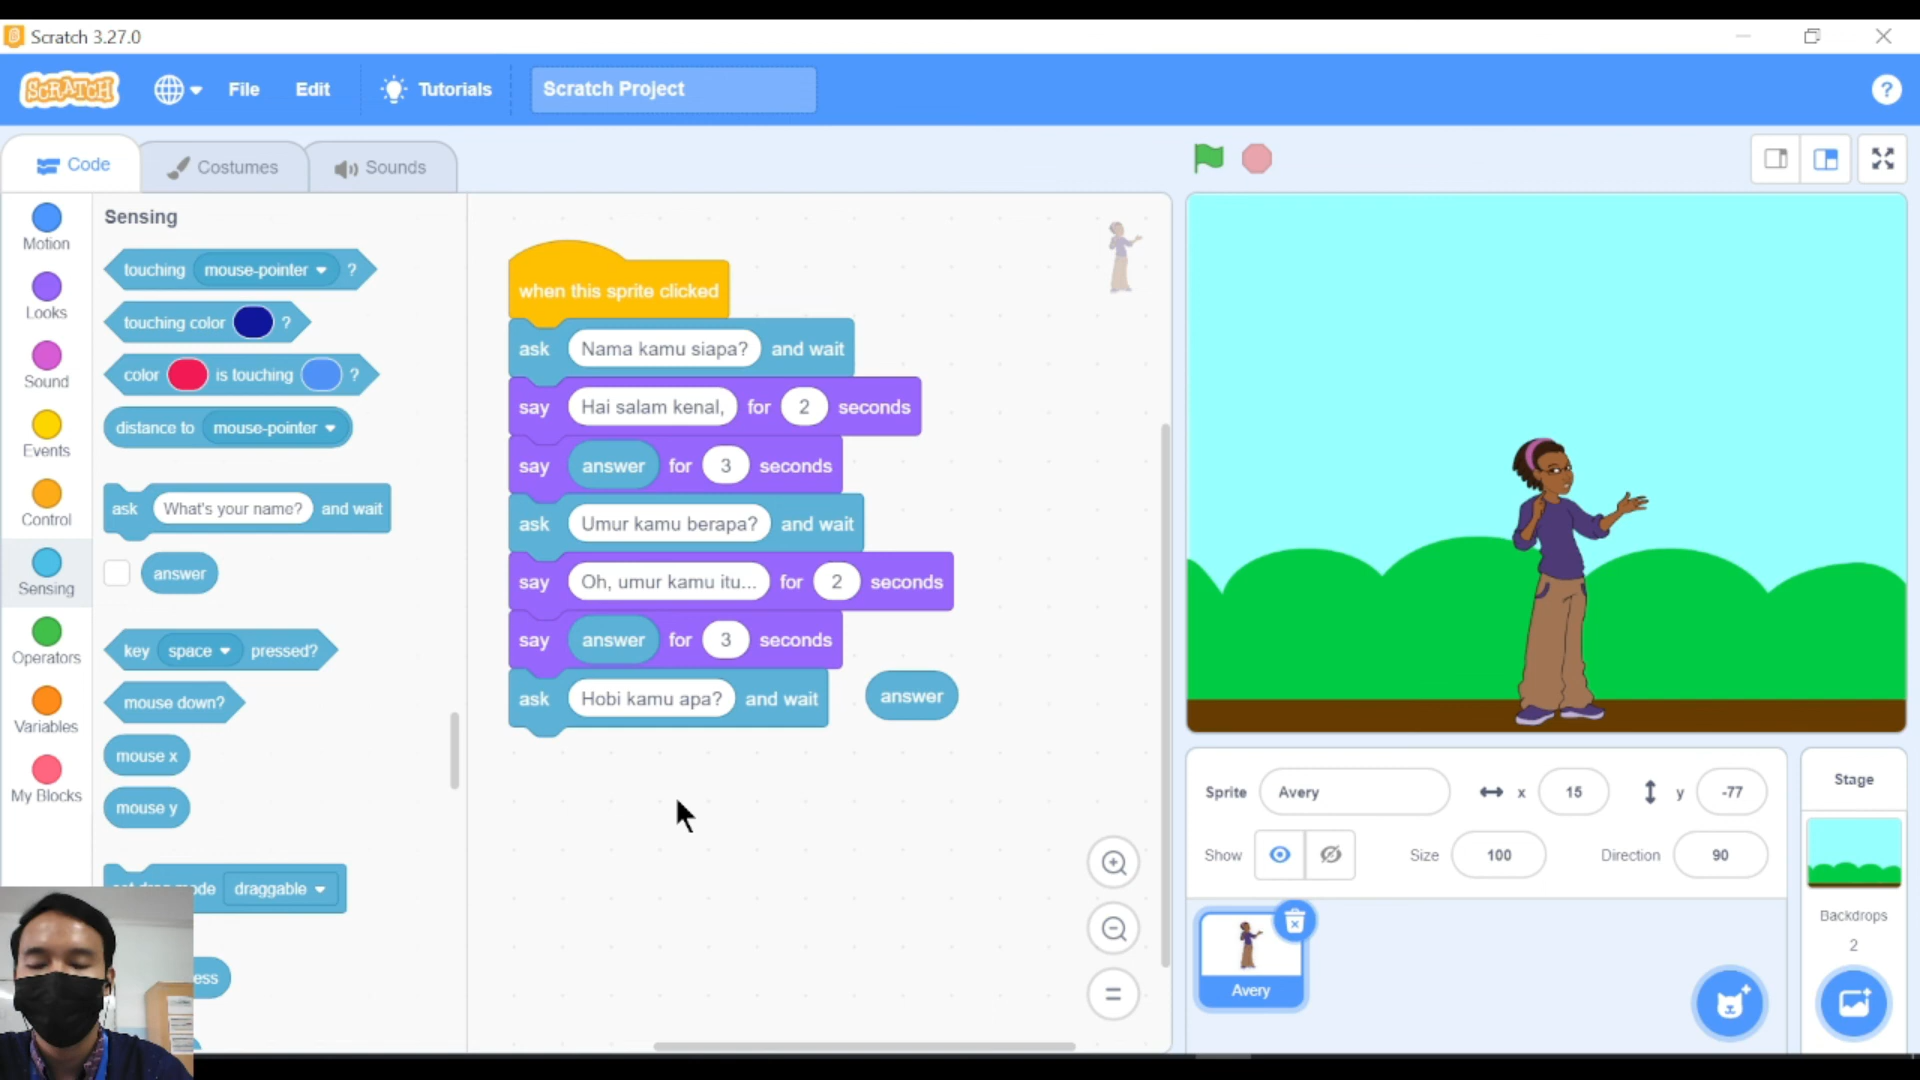 Scratch 3.27.0
SCRATCH
File
Edit
Tutorials
Scratch Project
?
Code
Costumes
Sounds
Motion
Looks
Sound
Events
Control
Sensing
Operators
Variables
My Blocks
Sensing
touching mouse-pointer ?
touching color ?
color is touching ?
distance to mouse-pointer
ask What's your name? and wait
answer
key space pressed?
mouse down?
mouse x
mouse y
draggable
when this sprite clicked
ask Nama kamu siapa? and wait
say Hai salam kenal, for 2 seconds
say answer for 3 seconds
ask Umur kamu berapa? and wait
say Oh, umur kamu itu... for 2 seconds
say answer for 3 seconds
ask Hobi kamu apa? and wait
answer
Sprite Avery x 15 y -77
Show Size 100 Direction 90
Avery
Stage
Backdrops
2